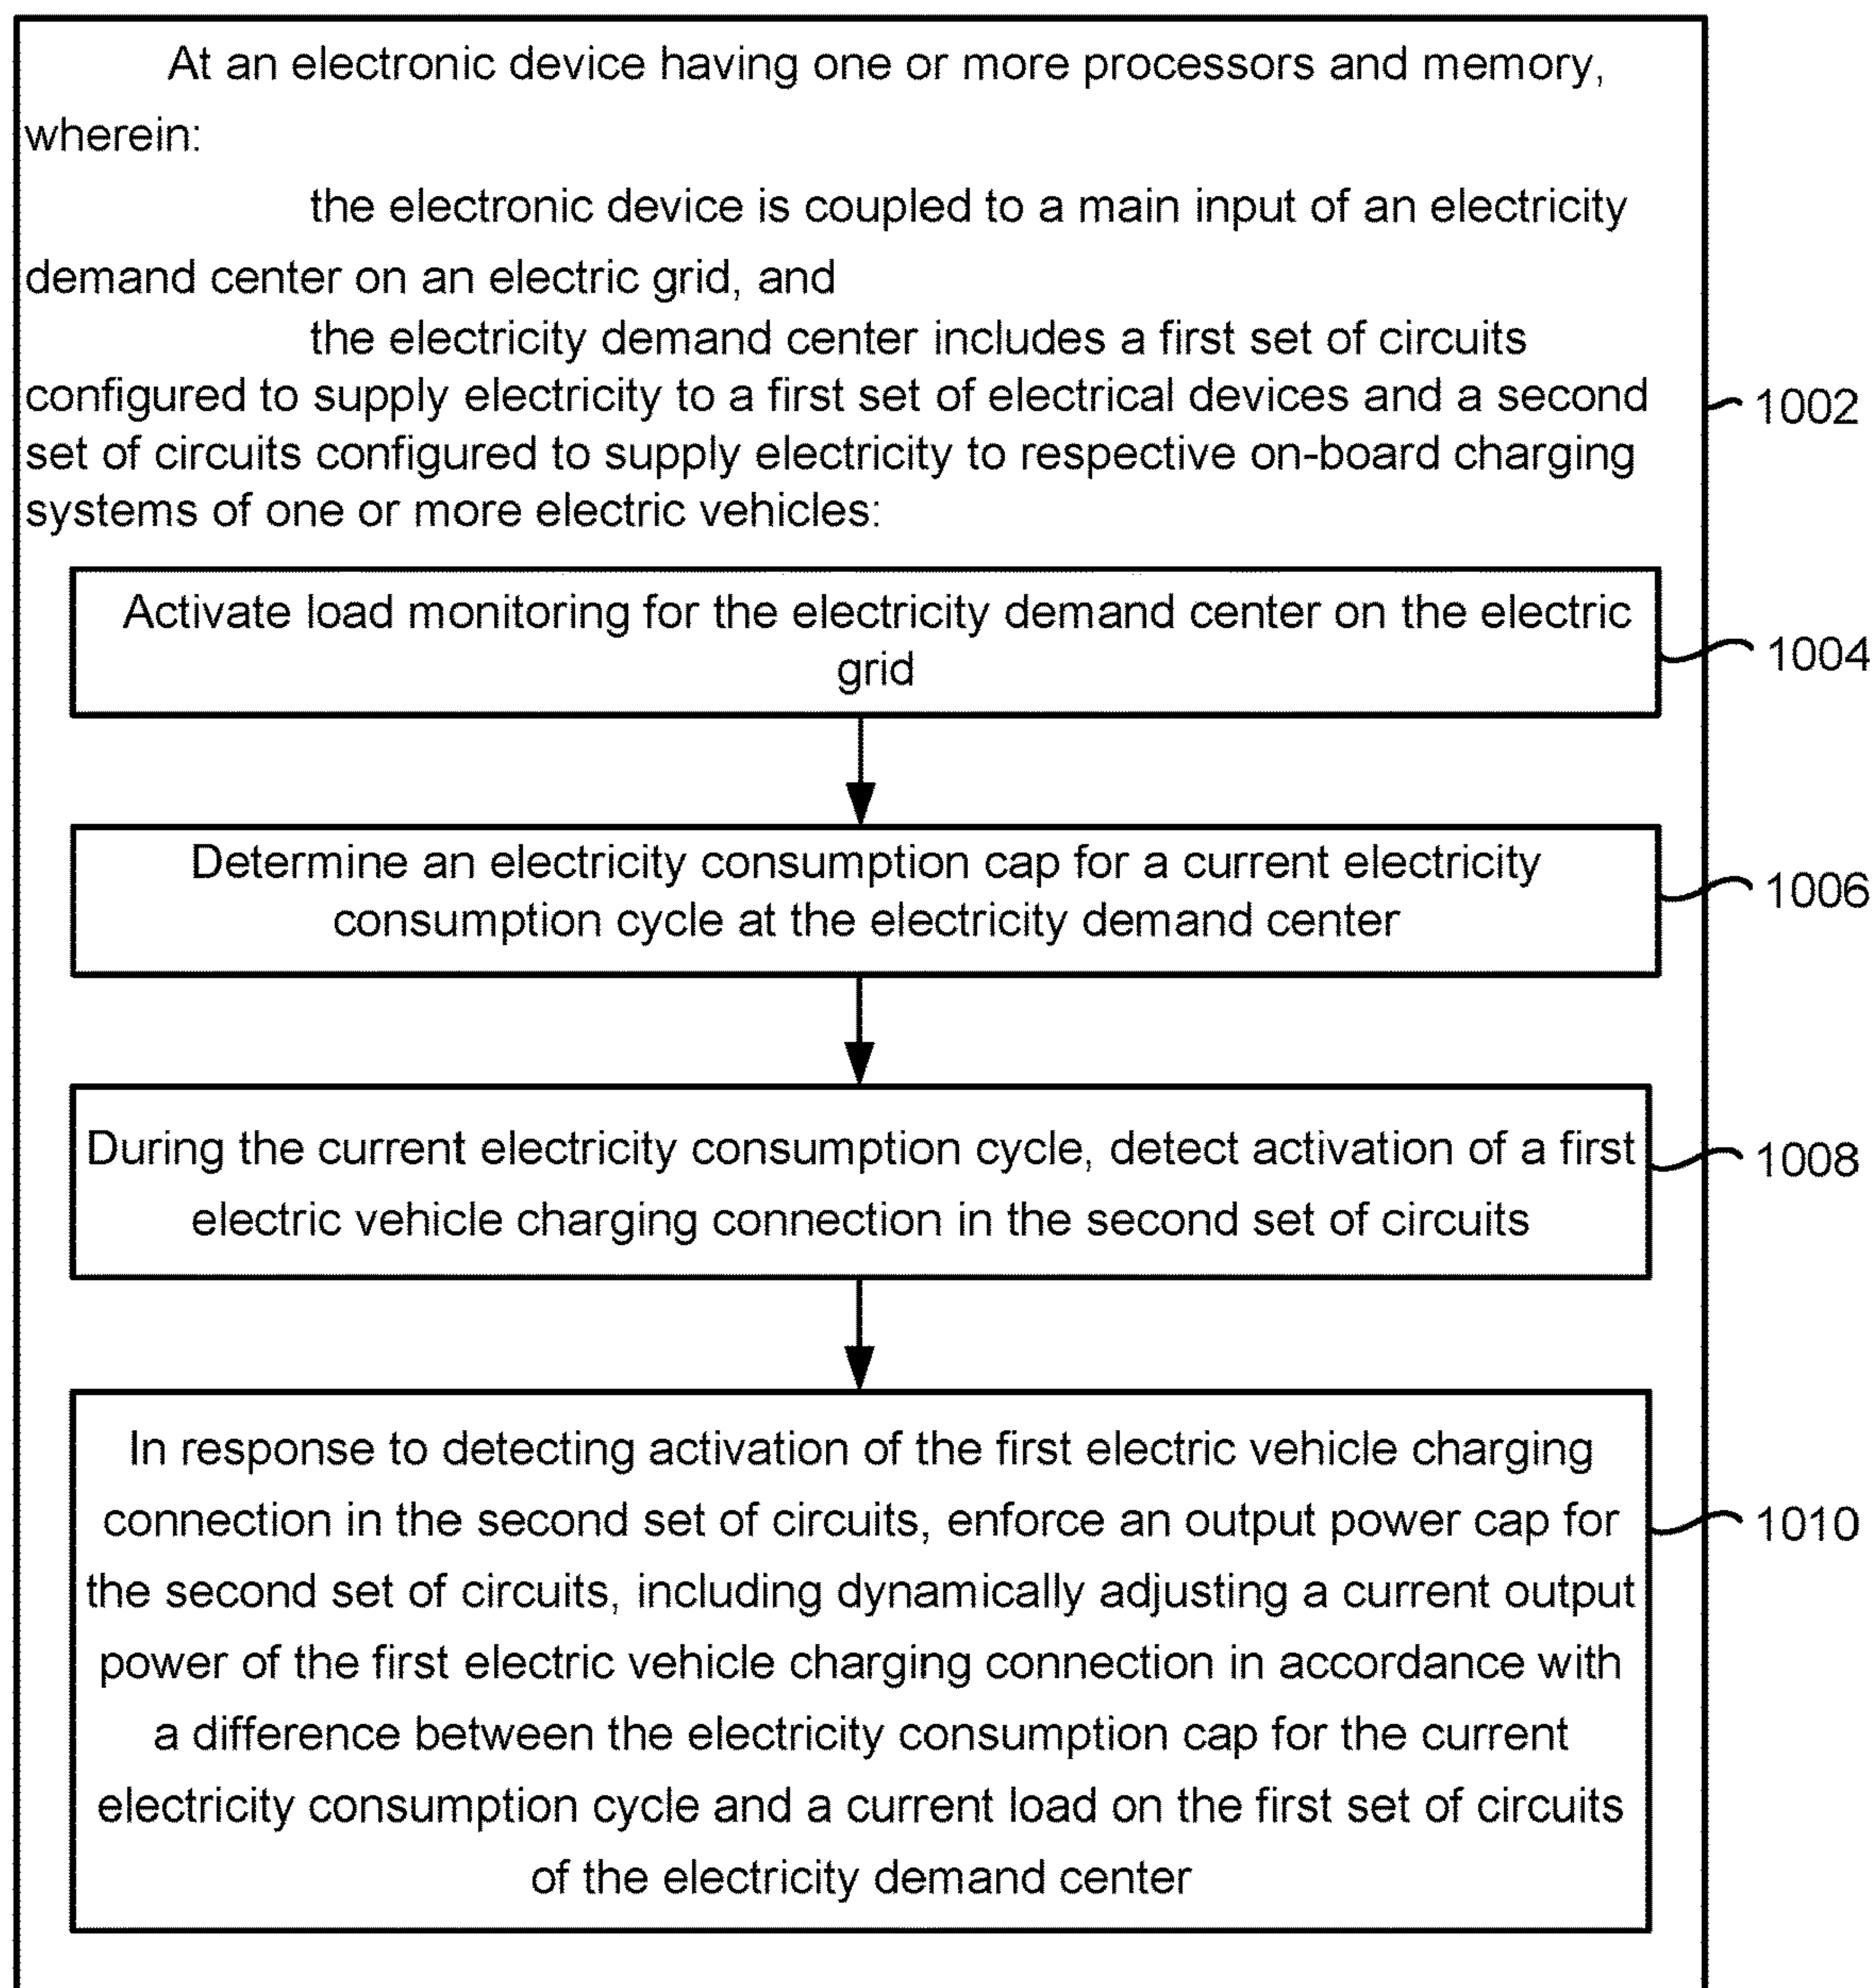 At an electronic device having one or more processors and memory,
wherein:
the electronic device is coupled to a main input of an electricity
demand center on an electric grid, and
the electricity demand center includes a first set of circuits
configured to supply electricity to a first set of electrical devices and a second
set of circuits configured to supply electricity to respective on-board charging
systems of one or more electric vehicles:
1002
Activate load monitoring for the electricity demand center on the electric
grid
1004
Determine an electricity consumption cap for a current electricity
consumption cycle at the electricity demand center
1006
During the current electricity consumption cycle, detect activation of a first
electric vehicle charging connection in the second set of circuits
1008
In response to detecting activation of the first electric vehicle charging
connection in the second set of circuits, enforce an output power cap for
the second set of circuits, including dynamically adjusting a current output
power of the first electric vehicle charging connection in accordance with
a difference between the electricity consumption cap for the current
electricity consumption cycle and a current load on the first set of circuits
of the electricity demand center
1010